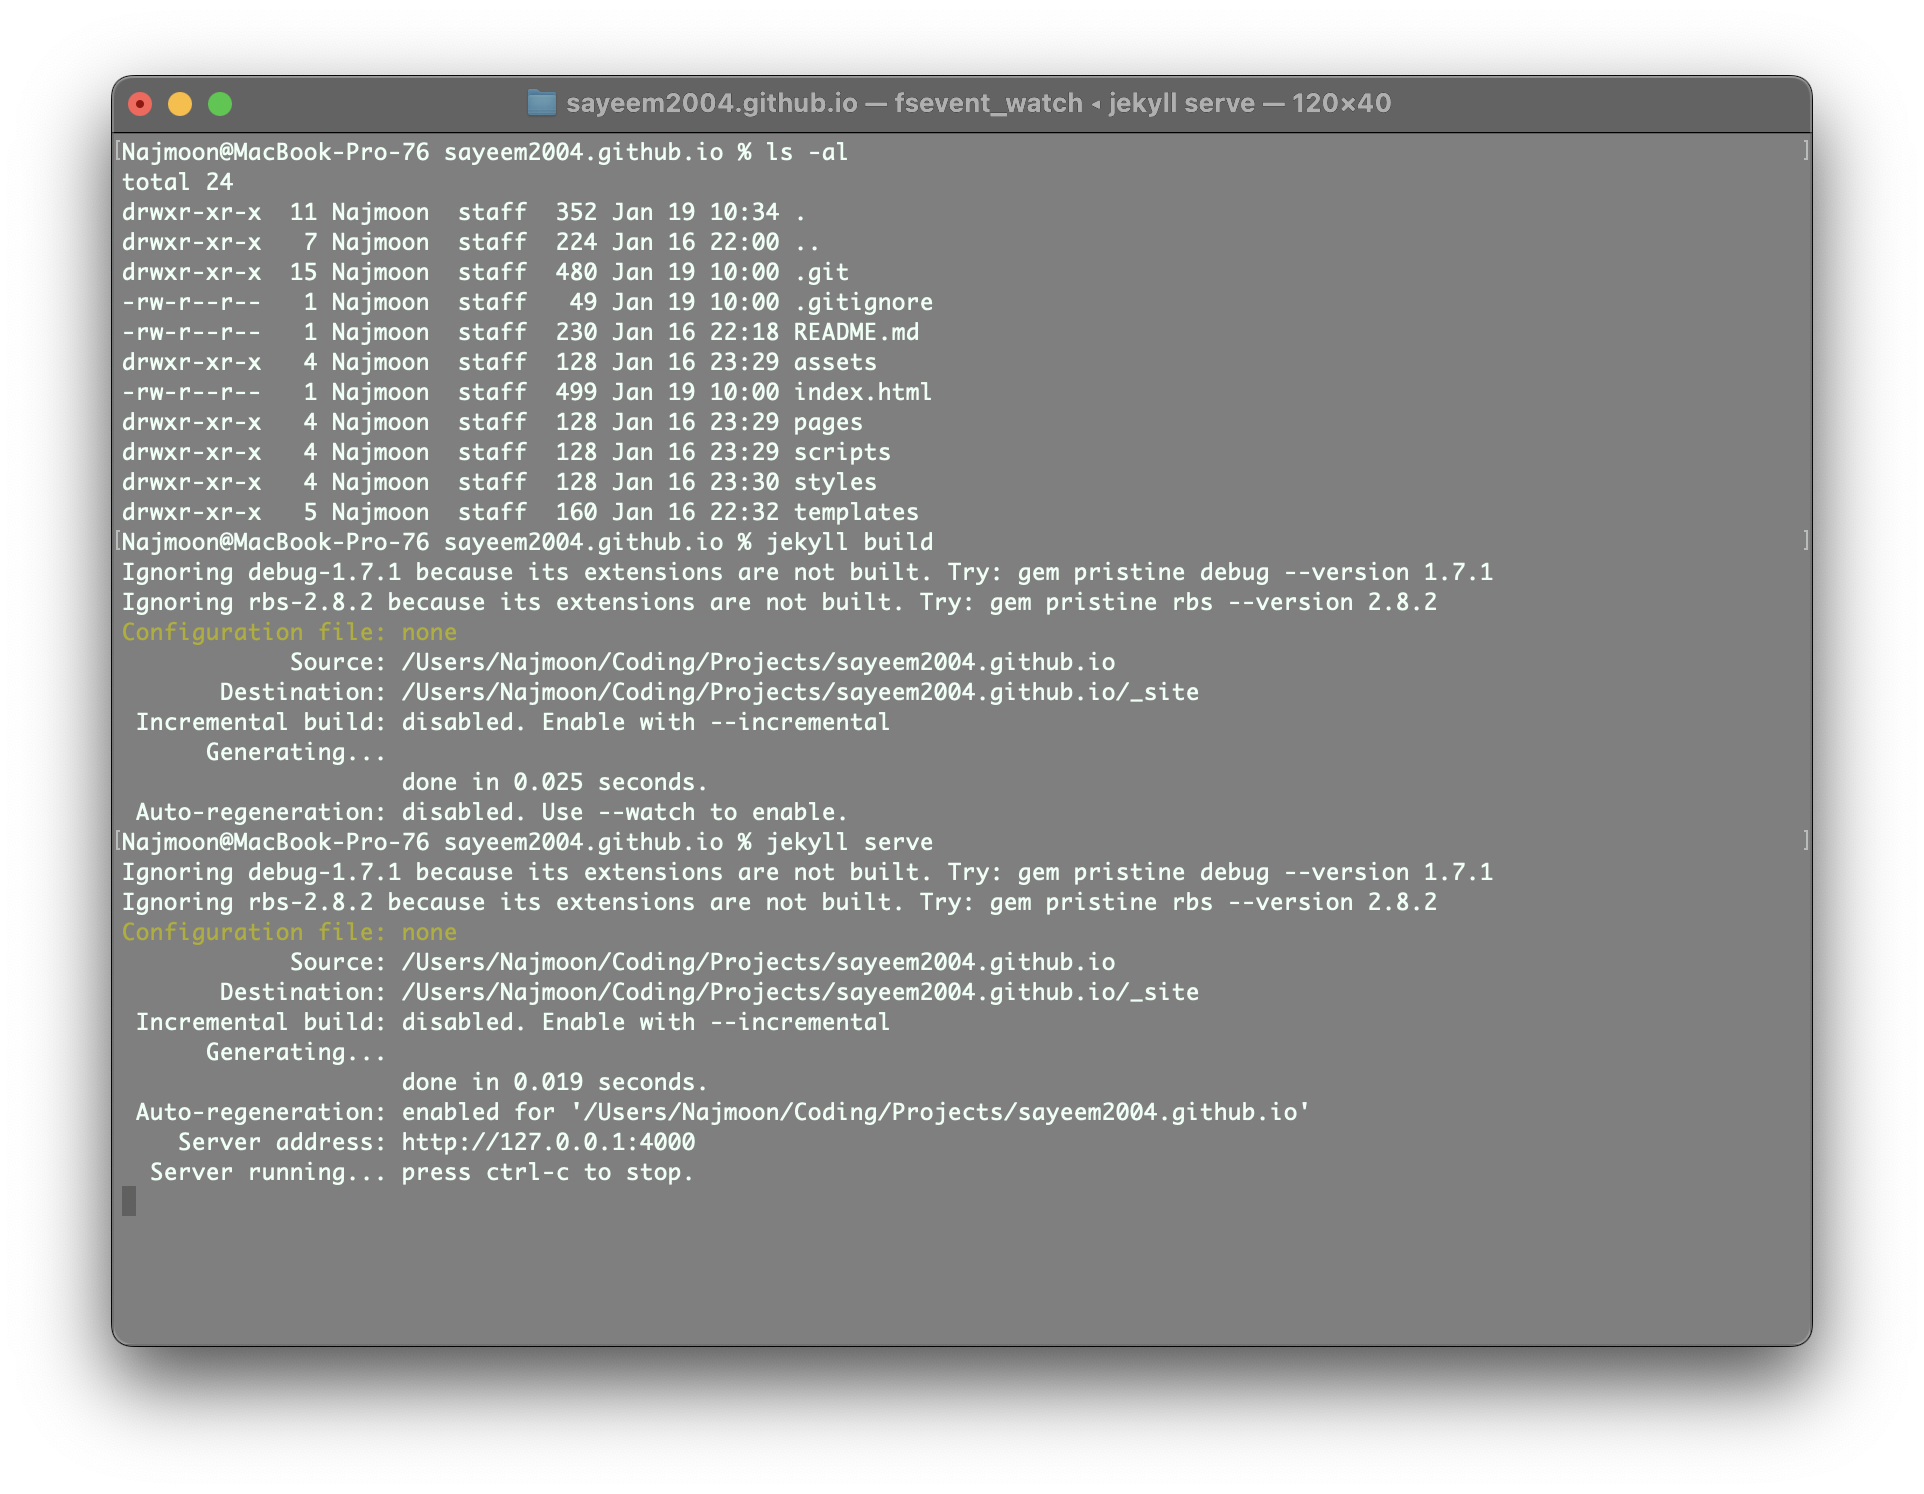 sayeem2004.github.io — fsevent_watch ◂ jekyll serve — 120×40
[Najmoon@MacBook-Pro-76 sayeem2004.github.io % ls -al ]
total 24
drwxr-xr-x  11 Najmoon  staff  352 Jan 19 10:34 .
drwxr-xr-x   7 Najmoon  staff  224 Jan 16 22:00 ..
drwxr-xr-x  15 Najmoon  staff  480 Jan 19 10:00 .git
-rw-r--r--   1 Najmoon  staff   49 Jan 19 10:00 .gitignore
-rw-r--r--   1 Najmoon  staff  230 Jan 16 22:18 README.md
drwxr-xr-x   4 Najmoon  staff  128 Jan 16 23:29 assets
-rw-r--r--   1 Najmoon  staff  499 Jan 19 10:00 index.html
drwxr-xr-x   4 Najmoon  staff  128 Jan 16 23:29 pages
drwxr-xr-x   4 Najmoon  staff  128 Jan 16 23:29 scripts
drwxr-xr-x   4 Najmoon  staff  128 Jan 16 23:30 styles
drwxr-xr-x   5 Najmoon  staff  160 Jan 16 22:32 templates
[Najmoon@MacBook-Pro-76 sayeem2004.github.io % jekyll build ]
Ignoring debug-1.7.1 because its extensions are not built. Try: gem pristine debug --version 1.7.1
Ignoring rbs-2.8.2 because its extensions are not built. Try: gem pristine rbs --version 2.8.2
Configuration file: none
            Source: /Users/Najmoon/Coding/Projects/sayeem2004.github.io
       Destination: /Users/Najmoon/Coding/Projects/sayeem2004.github.io/_site
 Incremental build: disabled. Enable with --incremental
      Generating...
                    done in 0.025 seconds.
 Auto-regeneration: disabled. Use --watch to enable.
[Najmoon@MacBook-Pro-76 sayeem2004.github.io % jekyll serve ]
Ignoring debug-1.7.1 because its extensions are not built. Try: gem pristine debug --version 1.7.1
Ignoring rbs-2.8.2 because its extensions are not built. Try: gem pristine rbs --version 2.8.2
Configuration file: none
            Source: /Users/Najmoon/Coding/Projects/sayeem2004.github.io
       Destination: /Users/Najmoon/Coding/Projects/sayeem2004.github.io/_site
 Incremental build: disabled. Enable with --incremental
      Generating...
                    done in 0.019 seconds.
 Auto-regeneration: enabled for '/Users/Najmoon/Coding/Projects/sayeem2004.github.io'
    Server address: http://127.0.0.1:4000
  Server running... press ctrl-c to stop.